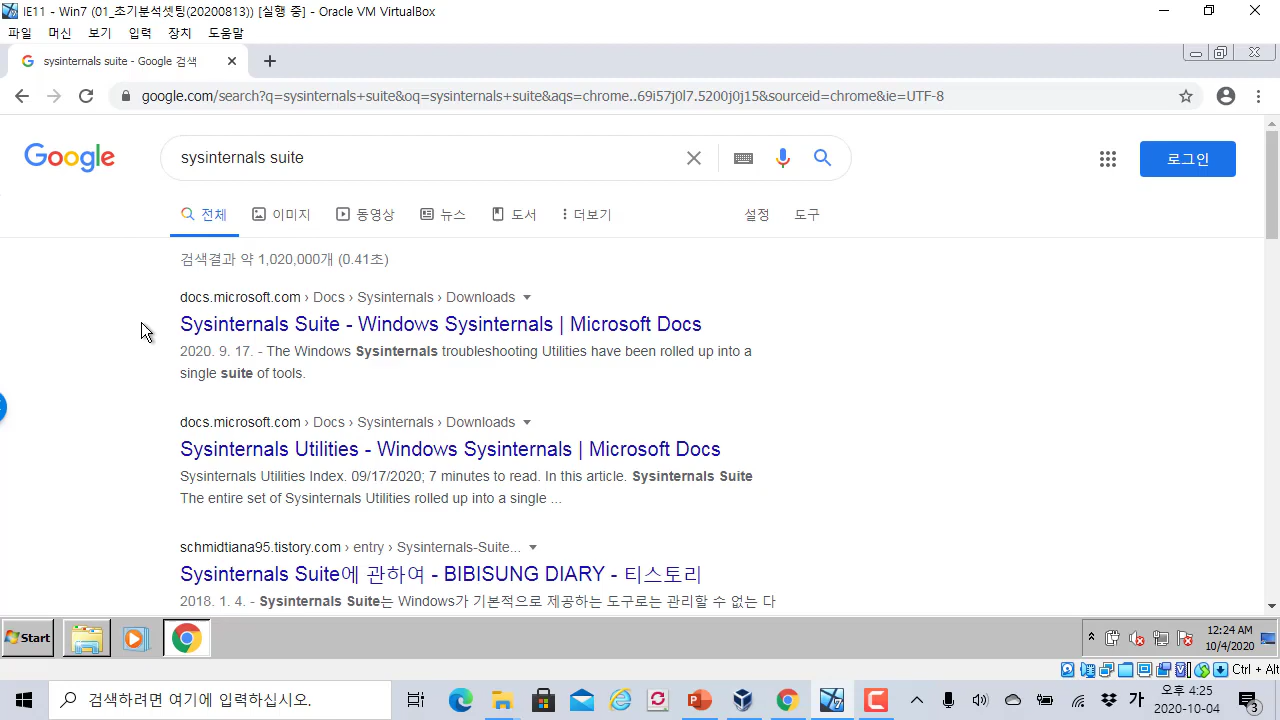 IE11 - Win7 (01_초기분석셋팅(20200813)) [실행 중] - Oracle VM VirtualBox
파일 머신 보기 입력 장치 도움말
sysinternals suite - Google 검색
google.com/search?q=sysinternals+suite&oq=sysinternals+suite&aqs=chrome..69i57j0l7.5200j0j15&sourceid=chrome&ie=UTF-8
Google
sysinternals suite
로그인
전체 이미지 동영상 뉴스 도서 더보기 설정 도구
검색결과 약 1,020,000개 (0.41초)
docs.microsoft.com › Docs › Sysinternals › Downloads
Sysinternals Suite - Windows Sysinternals | Microsoft Docs
2020. 9. 17. - The Windows Sysinternals troubleshooting Utilities have been rolled up into a
single suite of tools.
docs.microsoft.com › Docs › Sysinternals › Downloads
Sysinternals Utilities - Windows Sysinternals | Microsoft Docs
Sysinternals Utilities Index. 09/17/2020; 7 minutes to read. In this article. Sysinternals Suite
The entire set of Sysinternals Utilities rolled up into a single ...
schmidtiana95.tistory.com › entry › Sysinternals-Suite...
Sysinternals Suite에 관하여 - BIBISUNG DIARY - 티스토리
2018. 1. 4. - Sysinternals Suite는 Windows가 기본적으로 제공하는 도구로는 관리할 수 없는 다
Start
12:24 AM
10/4/2020
Ctrl + Alt
검색하려면 여기에 입력하십시오.
가
오후 4:25
2020-10-04
3